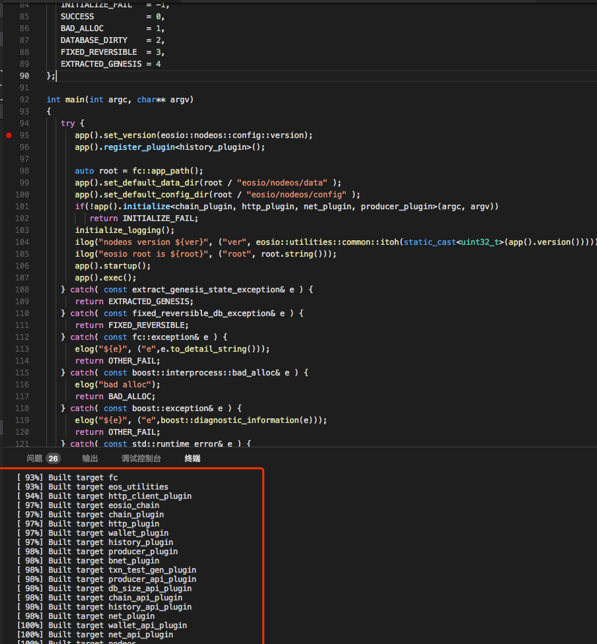 84 INITIALIZE_FAIL = -1,
85 SUCCESS = 0,
86 BAD_ALLOC = 1,
87 DATABASE_DIRTY = 2,
88 FIXED_REVERSIBLE = 3,
89 EXTRACTED_GENESIS = 4
90 };
91
92 int main(int argc, char** argv)
93 {
94 try {
95 app().set_version(eosio::nodeos::config::version);
96 app().register_plugin<history_plugin>();
97
98 auto root = fc::app_path();
99 app().set_default_data_dir(root / "eosio/nodeos/data" );
100 app().set_default_config_dir(root / "eosio/nodeos/config" );
101 if(!app().initialize<chain_plugin, http_plugin, net_plugin, producer_plugin>(argc, argv))
102 return INITIALIZE_FAIL;
103 initialize_logging();
104 ilog("nodeos version ${ver}", ("ver", eosio::utilities::common::itoh(static_cast<uint32_t>(app().version()))))
105 ilog("eosio root is ${root}", ("root", root.string()));
106 app().startup();
107 app().exec();
108 } catch( const extract_genesis_state_exception& e ) {
109 return EXTRACTED_GENESIS;
110 } catch( const fixed_reversible_db_exception& e ) {
111 return FIXED_REVERSIBLE;
112 } catch( const fc::exception& e ) {
113 elog("${e}", ("e",e.to_detail_string()));
114 return OTHER_FAIL;
115 } catch( const boost::interprocess::bad_alloc& e ) {
116 elog("bad alloc");
117 return BAD_ALLOC;
118 } catch( const boost::exception& e ) {
119 elog("${e}", ("e",boost::diagnostic_information(e)));
120 return OTHER_FAIL;
121 } catch( const std::runtime_error& e ) {
问题 26 输出 调试控制台 终端
[ 93%] Built target fc
[ 93%] Built target eos_utilities
[ 94%] Built target http_client_plugin
[ 97%] Built target eosio_chain
[ 97%] Built target chain_plugin
[ 97%] Built target http_plugin
[ 97%] Built target wallet_plugin
[ 97%] Built target history_plugin
[ 98%] Built target producer_plugin
[ 98%] Built target bnet_plugin
[ 98%] Built target txn_test_gen_plugin
[ 98%] Built target producer_api_plugin
[ 98%] Built target db_size_api_plugin
[ 98%] Built target chain_api_plugin
[ 98%] Built target history_api_plugin
[ 98%] Built target net_plugin
[100%] Built target wallet_api_plugin
[100%] Built target net_api_plugin
[100%] Built target nodeos